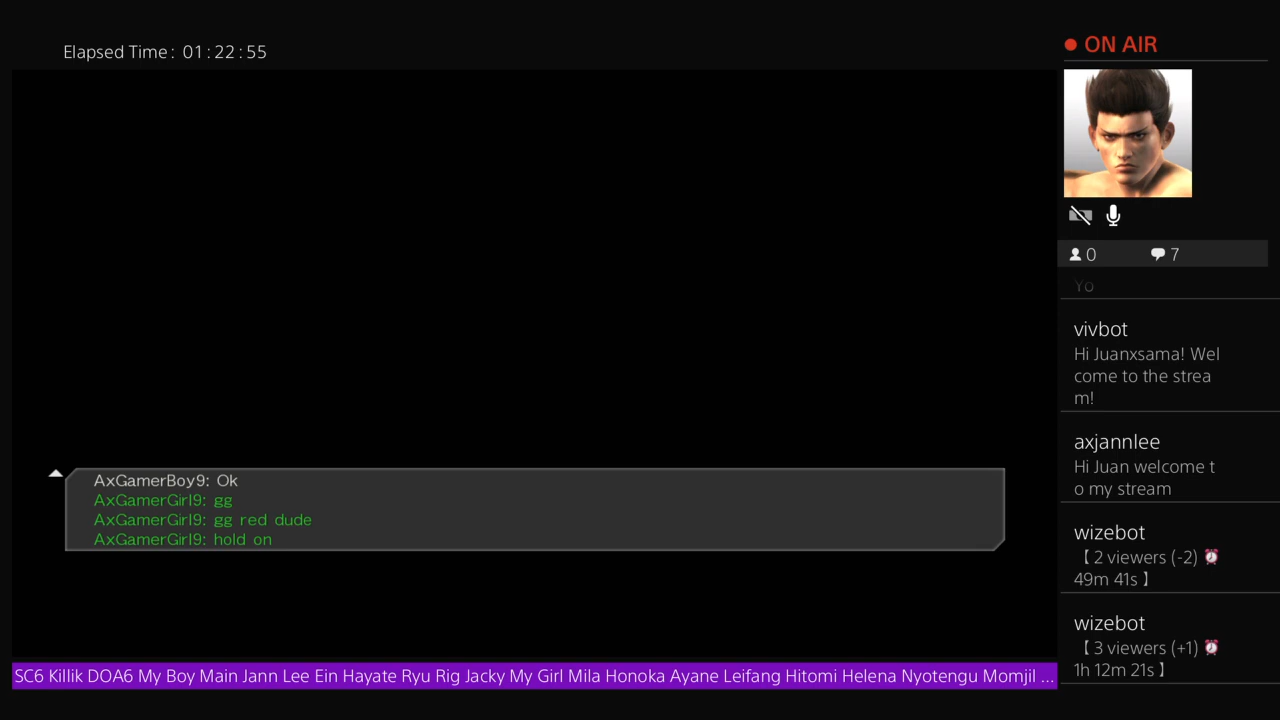 Elapsed Time: 01:22:55
ON AIR
0 7
Yo
vivbot
Hi Juanxsama! Wel
come to the strea
m!
axjannlee
Hi Juan welcome t
o my stream
wizebot
【2 viewers (-2) ⏰
49m 41s】
wizebot
【3 viewers (+1) ⏰
1h 12m 21s】
AxGamerBoy9: Ok
AxGamerGirl9: gg
AxGamerGirl9: gg red dude
AxGamerGirl9: hold on
SC6 Killik DOA6 My Boy Main Jann Lee Ein Hayate Ryu Rig Jacky My Girl Mila Honoka Ayane Leifang Hitomi Helena Nyotengu Momjil ...